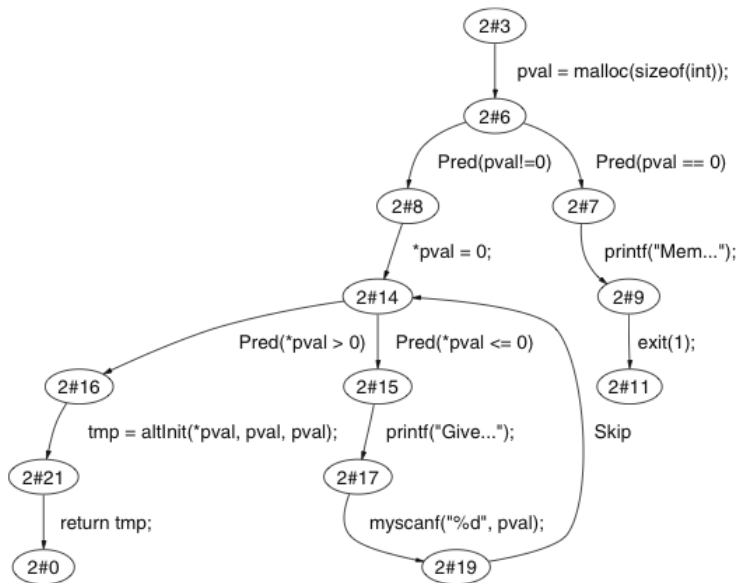 2#3
pval = malloc(sizeof(int));
2#6
Pred(pval!=0) Pred(pval == 0)
2#8 2#7
*pval = 0; printf("Mem...");
2#14 2#9
Pred(*pval > 0) Pred(*pval <= 0) exit(1);
2#16 2#15 2#11
tmp = altInit(*pval, pval, pval); printf("Give..."); Skip
2#21 2#17
return tmp; myscanf("%d", pval);
2#0 2#19